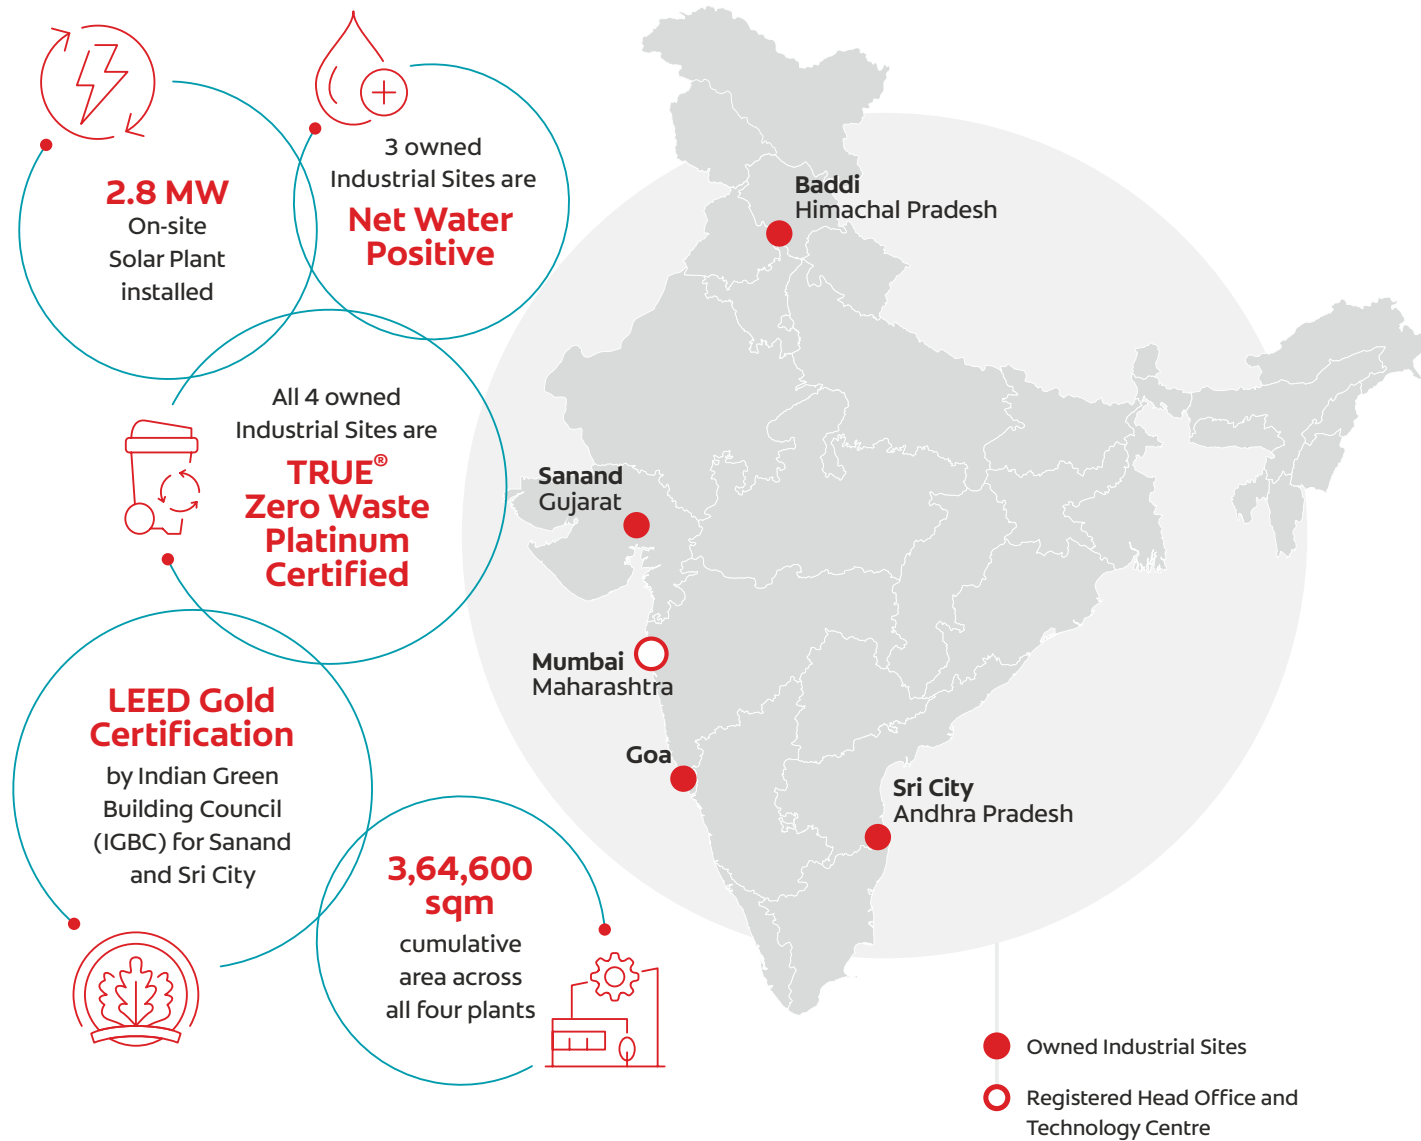 2.8 MW
On-site
Solar Plant
installed
3 owned
Industrial Sites are
Net Water
Positive
All 4 owned
Industrial Sites are
TRUE®
Zero Waste
Platinum
Certified
LEED Gold
Certification
by Indian Green
Building Council
(IGBC) for Sanand
and Sri City
3,64,600
sqm
cumulative
area across
all four plants
Baddi
Himachal Pradesh
Sanand
Gujarat
Mumbai
Maharashtra
Goa
Sri City
Andhra Pradesh
Owned Industrial Sites
Registered Head Office and
Technology Centre